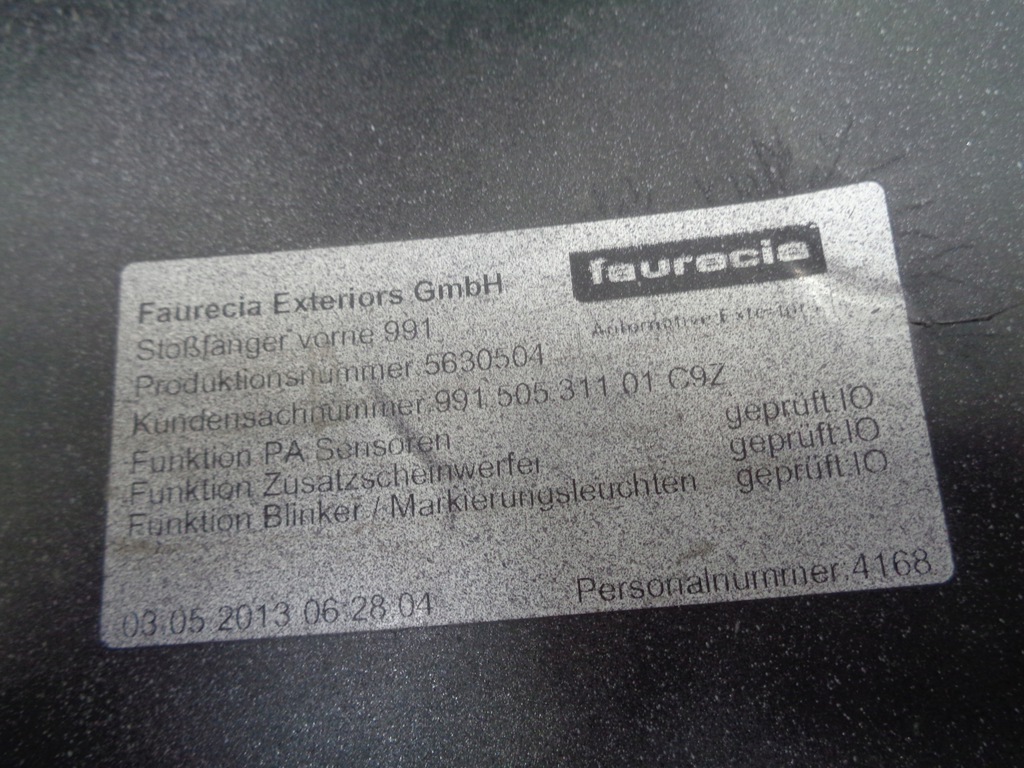 faurecia
Faurecia Exteriors GmbH
Automotive Exteriors
Stoßfänger vorne 991
Produktionsnummer:5630504
Kundensachnummer:991 505 311 01 C9Z
Funktion PA Sensoren geprüft:IO
Funktion Zusatzscheinwerfer geprüft:IO
Funktion Blinker / Markierungsleuchten geprüft:IO
03.05.2013 06:28:04 Personalnummer:4168